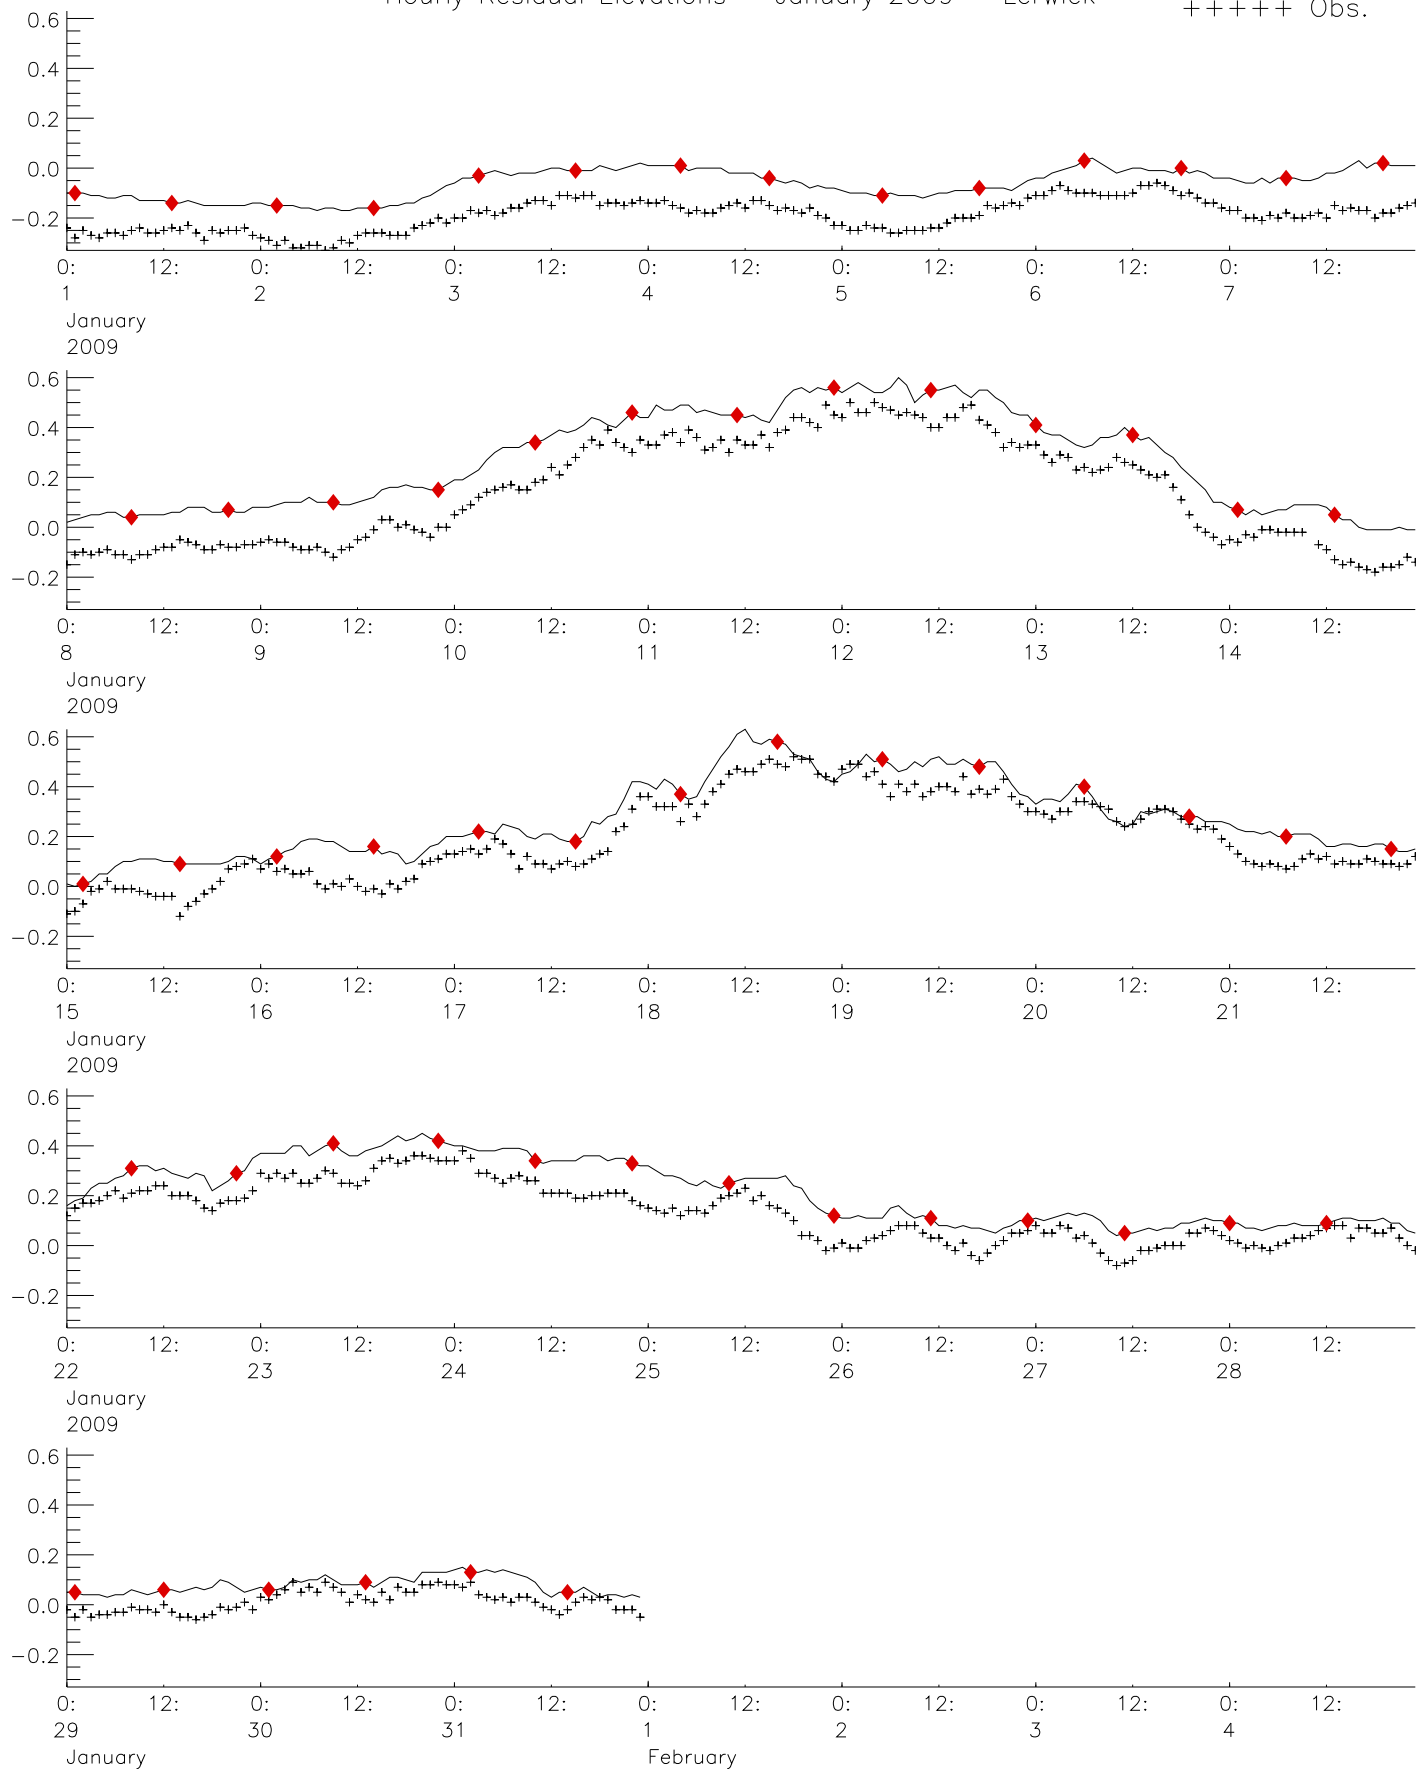 Hourly Residual Elevations January 2009 Lerwick
+++++ Obs.
0.6
0.4
0.2
0.0
−0.2
0: 12: 0: 12: 0: 12: 0: 12: 0: 12: 0: 12: 0: 12:
1 2 3 4 5 6 7
January
2009
0.6
0.4
0.2
0.0
−0.2
0: 12: 0: 12: 0: 12: 0: 12: 0: 12: 0: 12: 0: 12:
8 9 10 11 12 13 14
January
2009
0.6
0.4
0.2
0.0
−0.2
0: 12: 0: 12: 0: 12: 0: 12: 0: 12: 0: 12: 0: 12:
15 16 17 18 19 20 21
January
2009
0.6
0.4
0.2
0.0
−0.2
0: 12: 0: 12: 0: 12: 0: 12: 0: 12: 0: 12: 0: 12:
22 23 24 25 26 27 28
January
2009
0.6
0.4
0.2
0.0
−0.2
0: 12: 0: 12: 0: 12: 0: 12: 0: 12: 0: 12: 0: 12:
29 30 31 1 2 3 4
January February